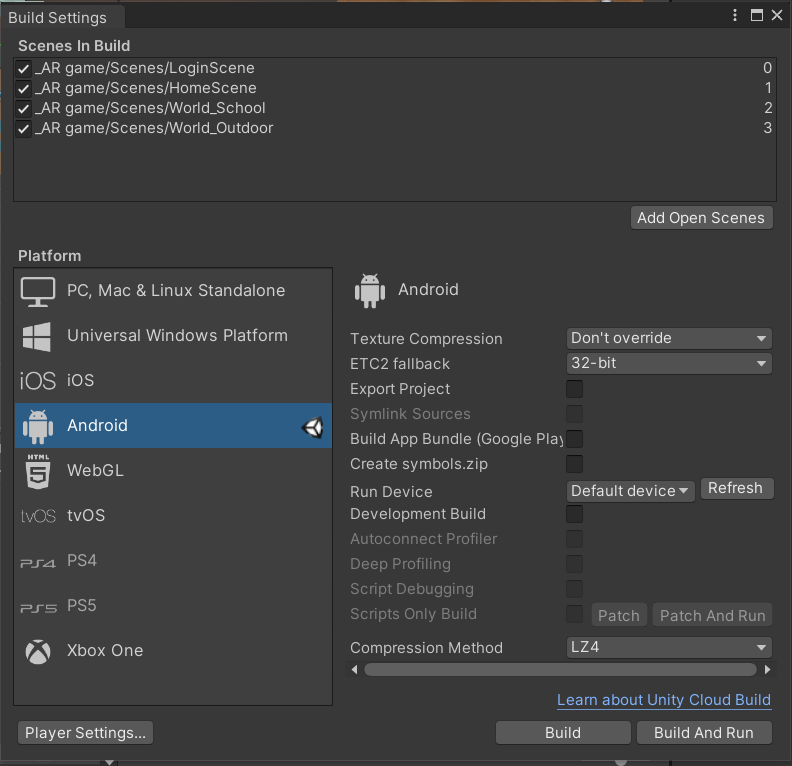 Build Settings
Scenes In Build
_AR game/Scenes/LoginScene 0
_AR game/Scenes/HomeScene 1
_AR game/Scenes/World_School 2
_AR game/Scenes/World_Outdoor 3
Add Open Scenes
Platform
PC, Mac & Linux Standalone
Universal Windows Platform
iOS iOS
Android
HTML 5 WebGL
tvOS tvOS
PS4 PS4
PS5 PS5
Xbox One
Android
Texture Compression Don't override
ETC2 fallback 32-bit
Export Project
Symlink Sources
Build App Bundle (Google Play
Create symbols.zip
Run Device Default device Refresh
Development Build
Autoconnect Profiler
Deep Profiling
Script Debugging
Scripts Only Build Patch Patch And Run
Compression Method LZ4
Learn about Unity Cloud Build
Player Settings... Build Build And Run